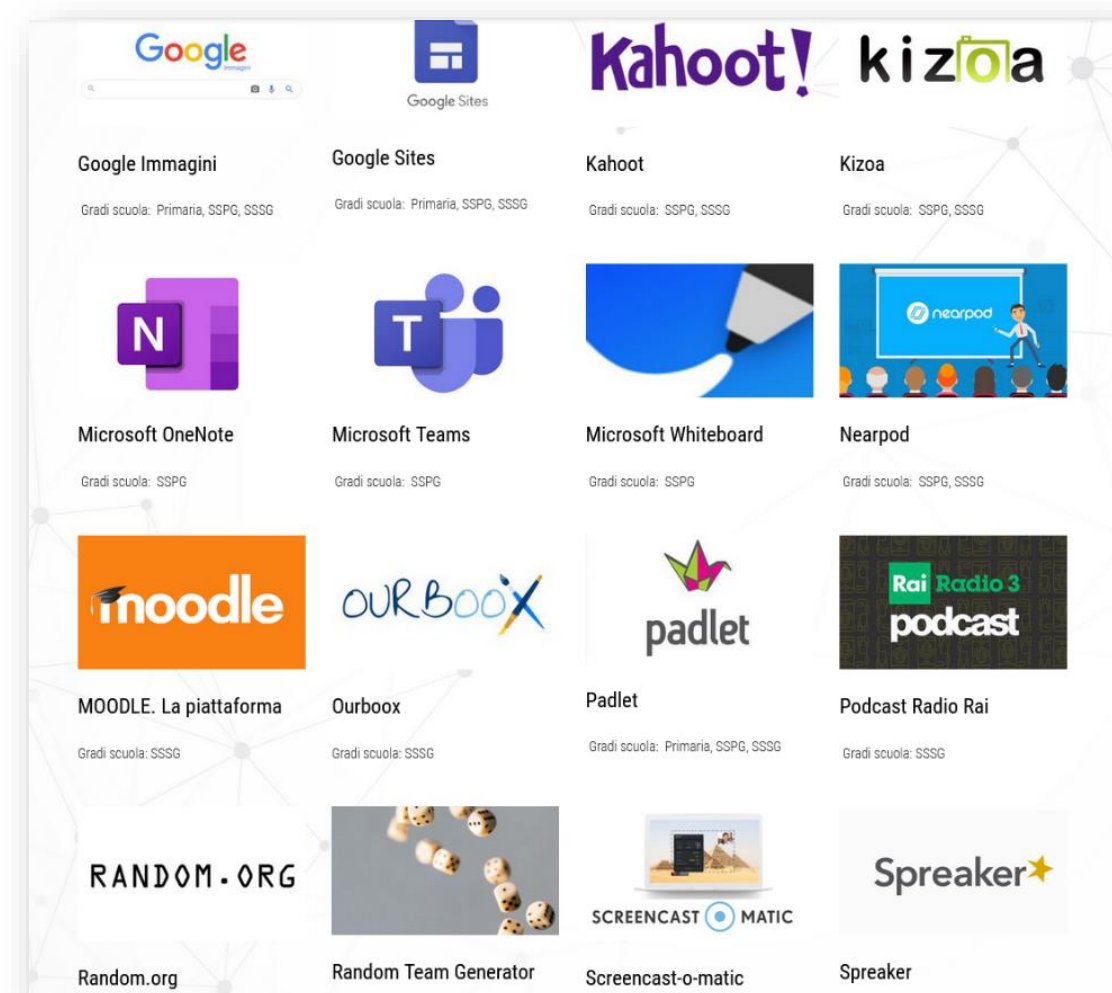 Google
Immagini
Google Sites
Kahoot!
kizoa
Google Immagini
Google Sites
Kahoot
Kizoa
Gradi scuola: Primaria, SSPG, SSSG
Gradi scuola: Primaria, SSPG, SSSG
Gradi scuola: SSPG, SSSG
Gradi scuola: SSPG, SSSG
N
T
nearpod
Microsoft OneNote
Microsoft Teams
Microsoft Whiteboard
Nearpod
Gradi scuola: SSPG
Gradi scuola: SSPG
Gradi scuola: SSPG
Gradi scuola: SSPG, SSSG
moodle
OURBOOX
padlet
Rai Radio 3
podcast
MOODLE. La piattaforma
Ourboox
Padlet
Podcast Radio Rai
Gradi scuola: SSSG
Gradi scuola: SSSG
Gradi scuola: Primaria, SSPG, SSSG
Gradi scuola: SSSG
RANDOM.ORG
SCREENCAST MATIC
Spreaker
Random.org
Random Team Generator
Screencast-o-matic
Spreaker